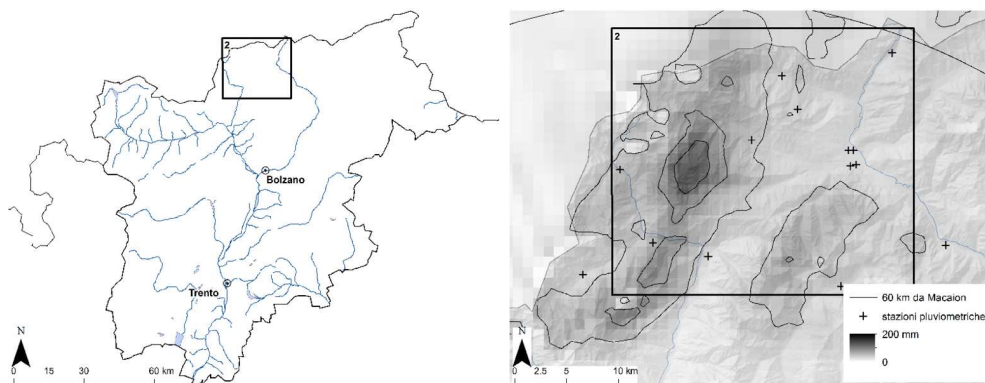 2
Bolzano
Trento
N
0 15 30 60 km
2
60 km da Macaion
stazioni pluviometriche
200 mm
0
N
0 2.5 5 10 km